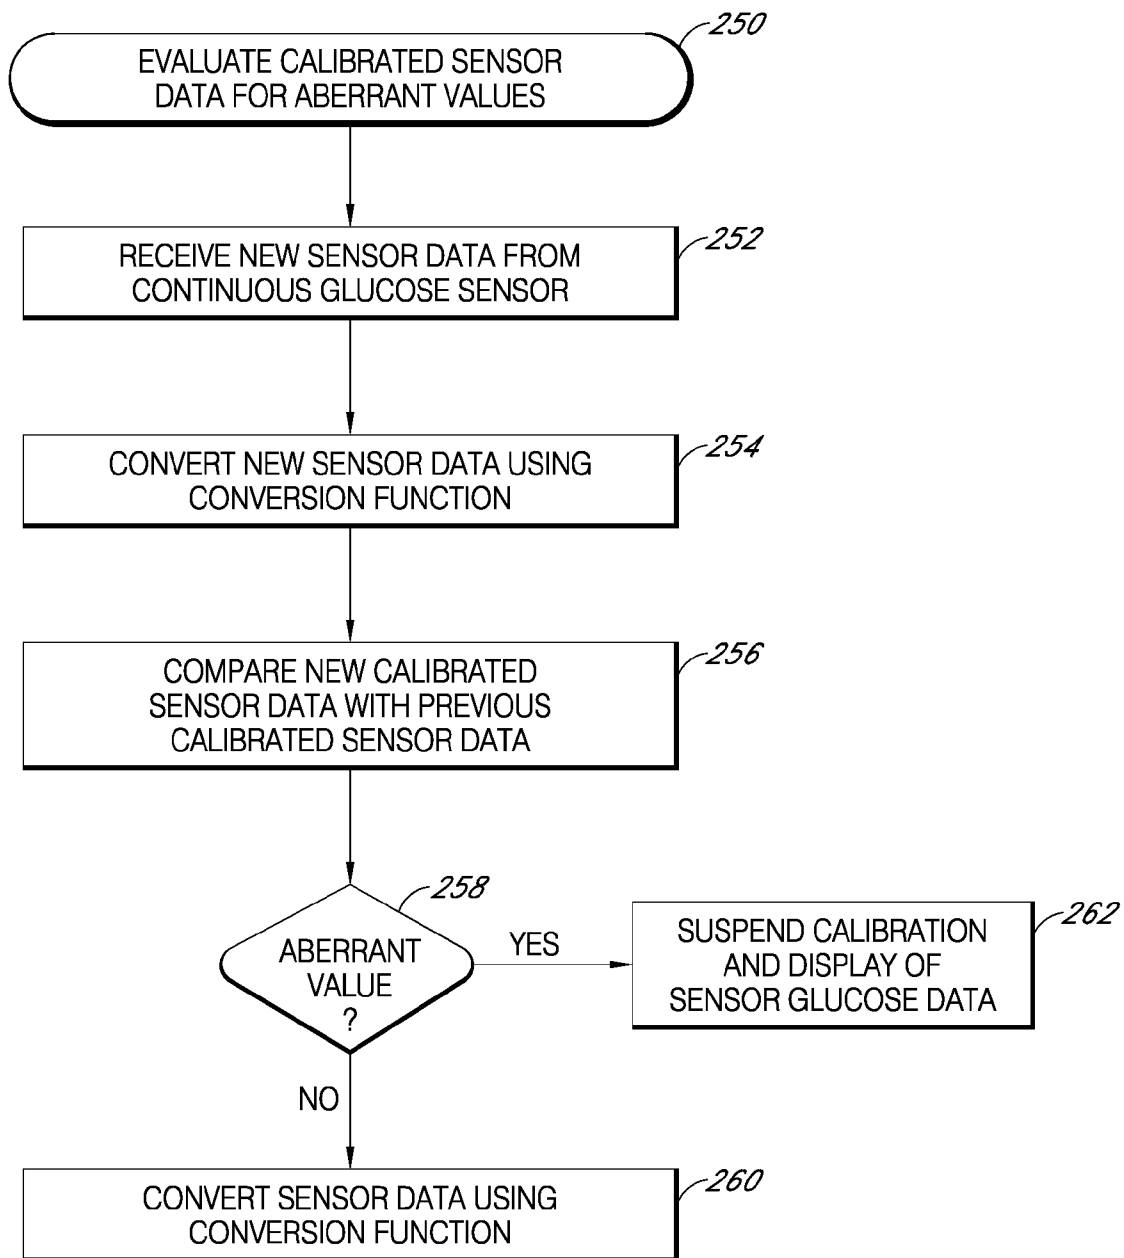 250
EVALUATE CALIBRATED SENSOR
DATA FOR ABERRANT VALUES
252
RECEIVE NEW SENSOR DATA FROM
CONTINUOUS GLUCOSE SENSOR
254
CONVERT NEW SENSOR DATA USING
CONVERSION FUNCTION
256
COMPARE NEW CALIBRATED
SENSOR DATA WITH PREVIOUS
CALIBRATED SENSOR DATA
258
ABERRANT
VALUE
?
YES
262
SUSPEND CALIBRATION
AND DISPLAY OF
SENSOR GLUCOSE DATA
NO
260
CONVERT SENSOR DATA USING
CONVERSION FUNCTION